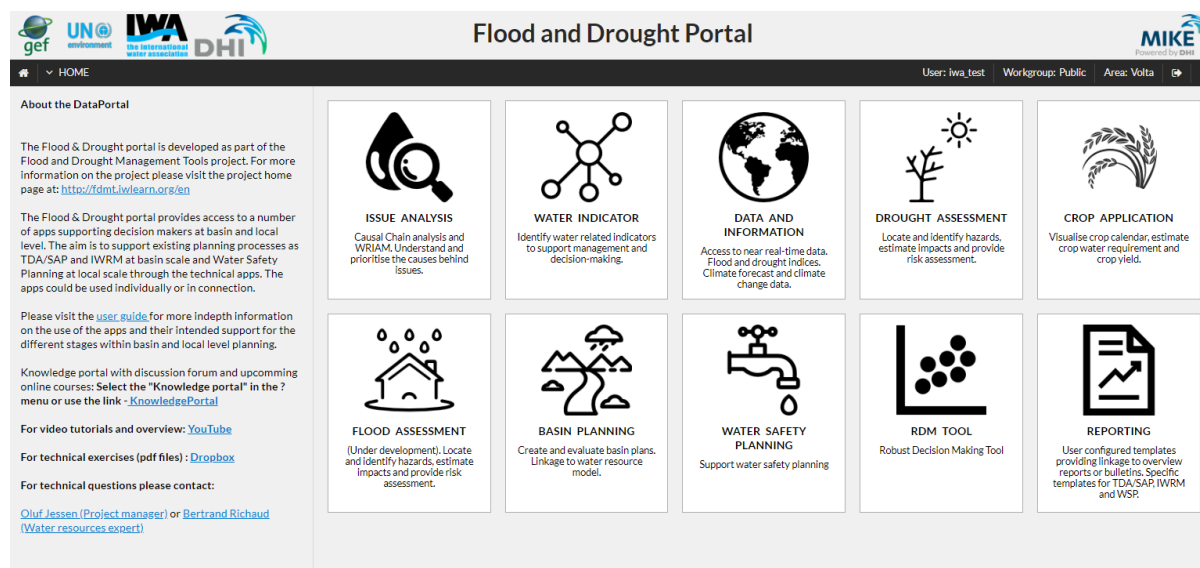 gef
UN
environment
IWA
the international
water association
DHI
Flood and Drought Portal
MIKE
Powered by DHI
HOME
User: iwa_test
Workgroup: Public
Area: Volta
About the DataPortal
The Flood & Drought portal is developed as part of the
Flood and Drought Management Tools project. For more
information on the project please visit the project home
page at: http://fdmt.iwlearn.org/en
The Flood & Drought portal provides access to a number
of apps supporting decision makers at basin and local
level. The aim is to support existing planning processes as
TDA/SAP and IWRM at basin scale and Water Safety
Planning at local scale through the technical apps. The
apps could be used individually or in connection.
Please visit the user guide for more indepth information
on the use of the apps and their intended support for the
different stages within basin and local level planning.
Knowledge portal with discussion forum and upcomming
online courses: Select the "Knowledge portal" in the ?
menu or use the link - KnowledgePortal
For video tutorials and overview: YouTube
For technical exercises (pdf files) : Dropbox
For technical questions please contact:
Oluf Jessen (Project manager) or Bertrand Richaud
(Water resources expert)
ISSUE ANALYSIS
Causal Chain analysis and
WRIAM. Understand and
prioritise the causes behind
issues.
WATER INDICATOR
Identify water related indicators
to support management and
decision-making.
DATA AND
INFORMATION
Access to near real-time data.
Flood and drought indices.
Climate forecast and climate
change data.
DROUGHT ASSESSMENT
Locate and identify hazards,
estimate impacts and provide
risk assessment.
CROP APPLICATION
Visualise crop calendar, estimate
crop water requirement and
crop yield.
FLOOD ASSESSMENT
(Under development). Locate
and identify hazards, estimate
impacts and provide risk
assessment.
BASIN PLANNING
Create and evaluate basin plans.
Linkage to water resource
model.
WATER SAFETY
PLANNING
Support water safety planning
RDM TOOL
Robust Decision Making Tool
REPORTING
User configured templates
providing linkage to overview
reports or bulletins. Specific
templates for TDA/SAP, IWRM
and WSP.